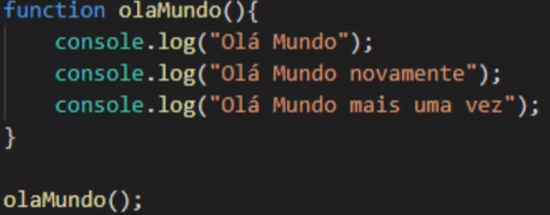 function olaMundo(){
    console.log("Olá Mundo");
    console.log("Olá Mundo novamente");
    console.log("Olá Mundo mais uma vez");
}

olaMundo();